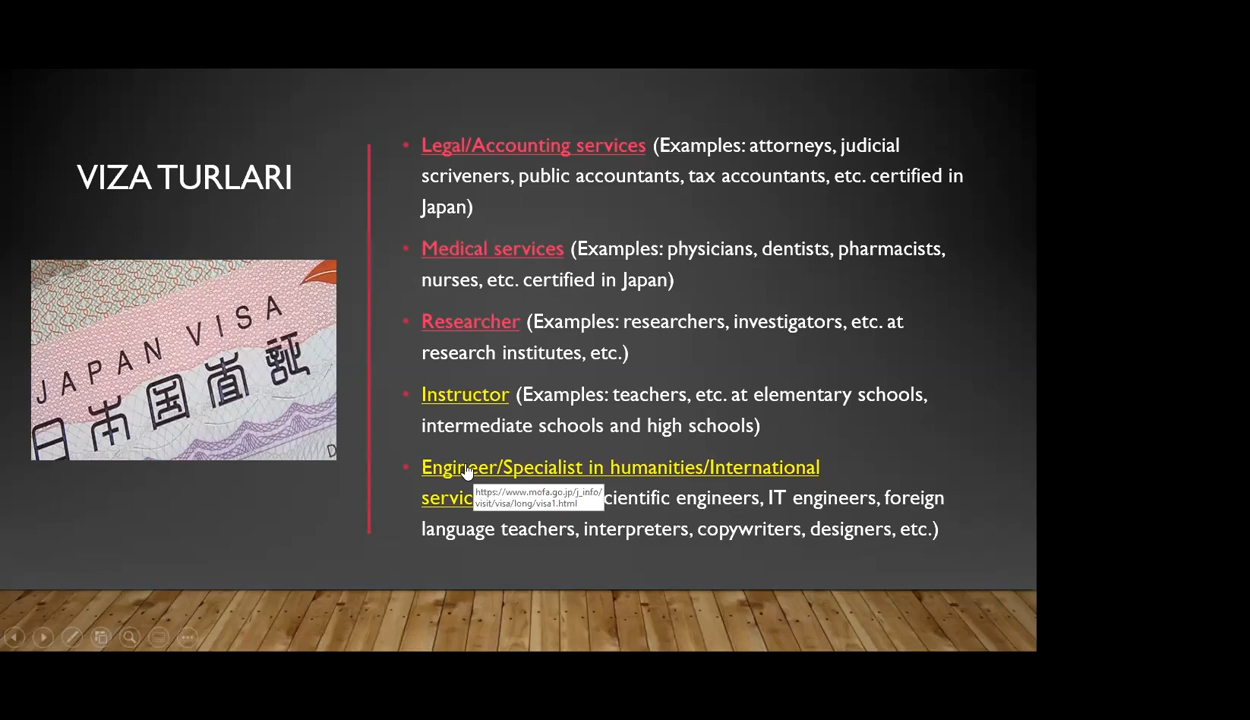 VIZA TURLARI
JAPAN VISA
日本国査証
D
• Legal/Accounting services (Examples: attorneys, judicial
scriveners, public accountants, tax accountants, etc. certified in
Japan)
• Medical services (Examples: physicians, dentists, pharmacists,
nurses, etc. certified in Japan)
• Researcher (Examples: researchers, investigators, etc. at
research institutes, etc.)
• Instructor (Examples: teachers, etc. at elementary schools,
intermediate schools and high schools)
• Engineer/Specialist in humanities/International
servic cientific engineers, IT engineers, foreign
https://www.mofa.go.jp/j_info/
visit/visa/long/visa1.html
language teachers, interpreters, copywriters, designers, etc.)